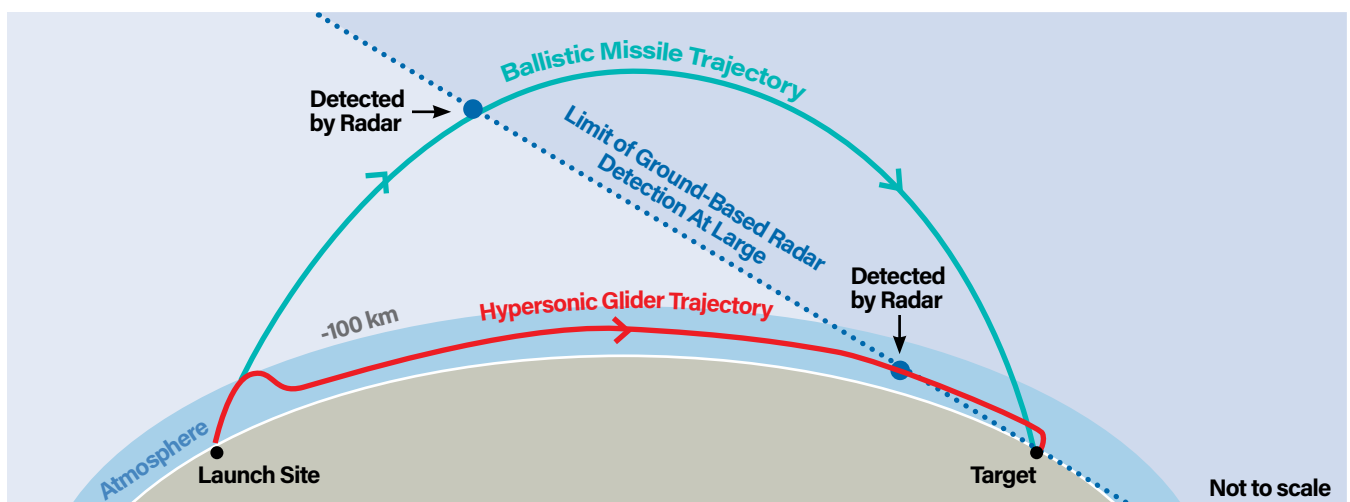 Ballistic Missile Trajectory
Detected
by Radar
Limit of Ground-Based Radar
Detection At Large
Detected
by Radar
Hypersonic Glider Trajectory
-100 km
Atmosphere
Launch Site
Target
Not to scale